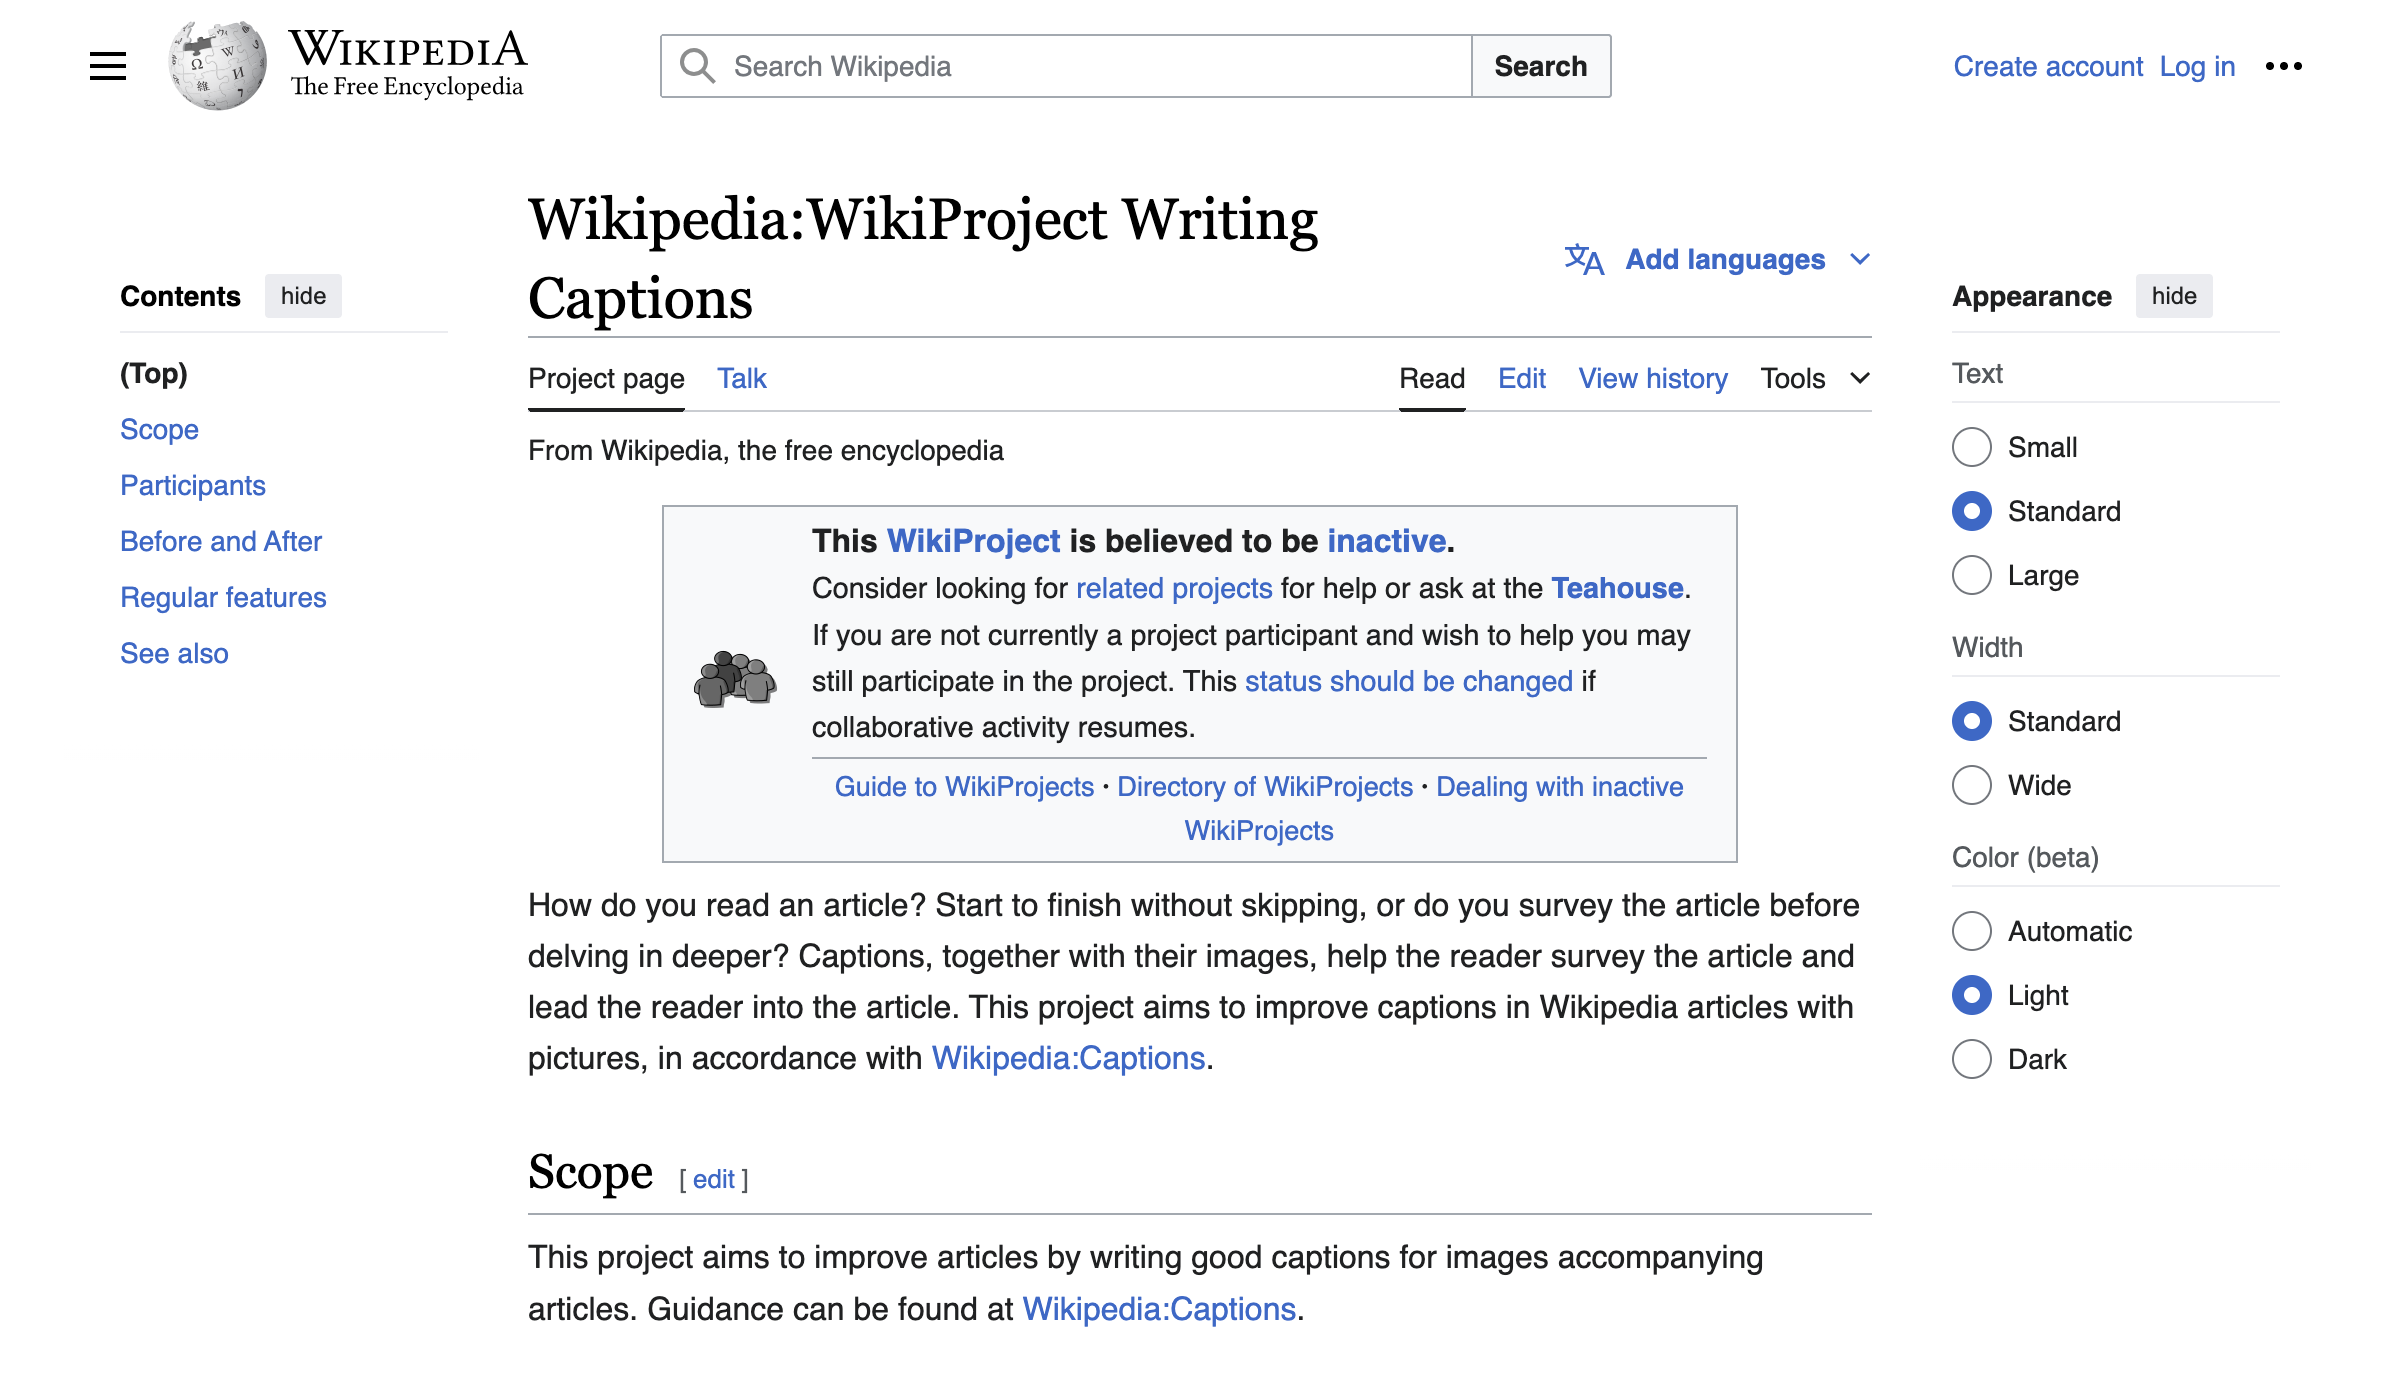 WIKIPEDIA
The Free Encyclopedia
Search Wikipedia
Search
Create account Log in
Contents hide
(Top)
Scope
Participants
Before and After
Regular features
See also
Wikipedia:WikiProject Writing
Captions
Add languages
Project page Talk
Read Edit View history Tools
From Wikipedia, the free encyclopedia
This WikiProject is believed to be inactive.
Consider looking for related projects for help or ask at the Teahouse.
If you are not currently a project participant and wish to help you may
still participate in the project. This status should be changed if
collaborative activity resumes.
Guide to WikiProjects · Directory of WikiProjects · Dealing with inactive
WikiProjects
How do you read an article? Start to finish without skipping, or do you survey the article before
delving in deeper? Captions, together with their images, help the reader survey the article and
lead the reader into the article. This project aims to improve captions in Wikipedia articles with
pictures, in accordance with Wikipedia:Captions.
Scope [ edit ]
This project aims to improve articles by writing good captions for images accompanying
articles. Guidance can be found at Wikipedia:Captions.
Appearance hide
Text
Small
Standard
Large
Width
Standard
Wide
Color (beta)
Automatic
Light
Dark